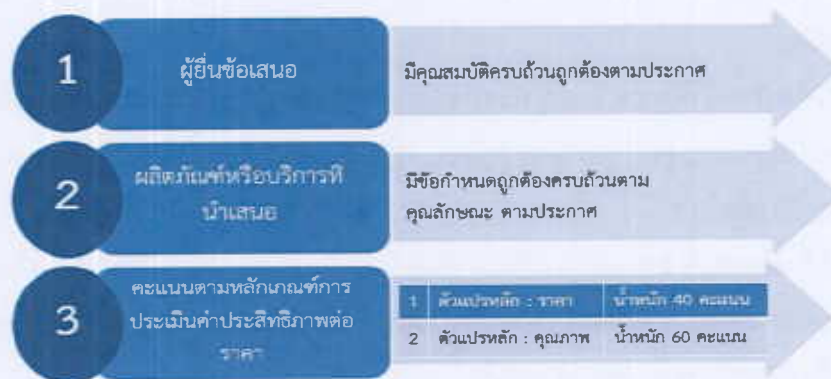 1
ผู้ยื่นข้อเสนอ
มีคุณสมบัติครบถ้วนถูกต้องตามประกาศ
2
ผลิตภัณฑ์หรือบริการที่
นำเสนอ
มีข้อกำหนดถูกต้องครบถ้วนตาม
คุณลักษณะ ตามประกาศ
3
คะแนนตามหลักเกณฑ์การ
ประเมินค่าประสิทธิภาพต่อ
ราคา
1 ตัวแปรหลัก : ราคา น้ำหนัก 40 คะแนน
2 ตัวแปรหลัก : คุณภาพ น้ำหนัก 60 คะแนน